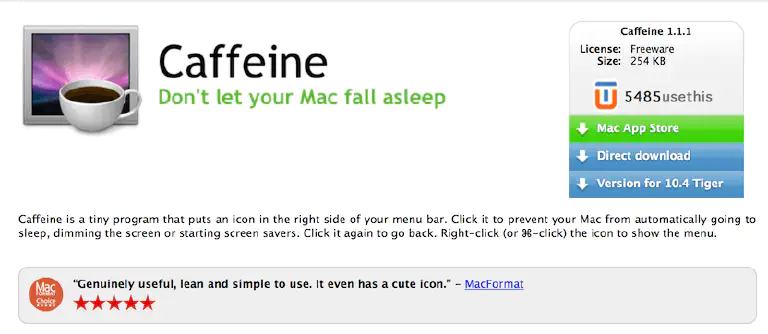 Caffeine
Don't let your Mac fall asleep
Caffeine 1.1.1
License: Freeware
Size: 254 KB
5485usethis
Mac App Store
Direct download
Version for 10.4 Tiger
Caffeine is a tiny program that puts an icon in the right side of your menu bar. Click it to prevent your Mac from automatically going to
sleep, dimming the screen or starting screen savers. Click it again to go back. Right-click (or ⌘-click) the icon to show the menu.
Mac
FORMAT
Choice
"Genuinely useful, lean and simple to use. It even has a cute icon." – MacFormat